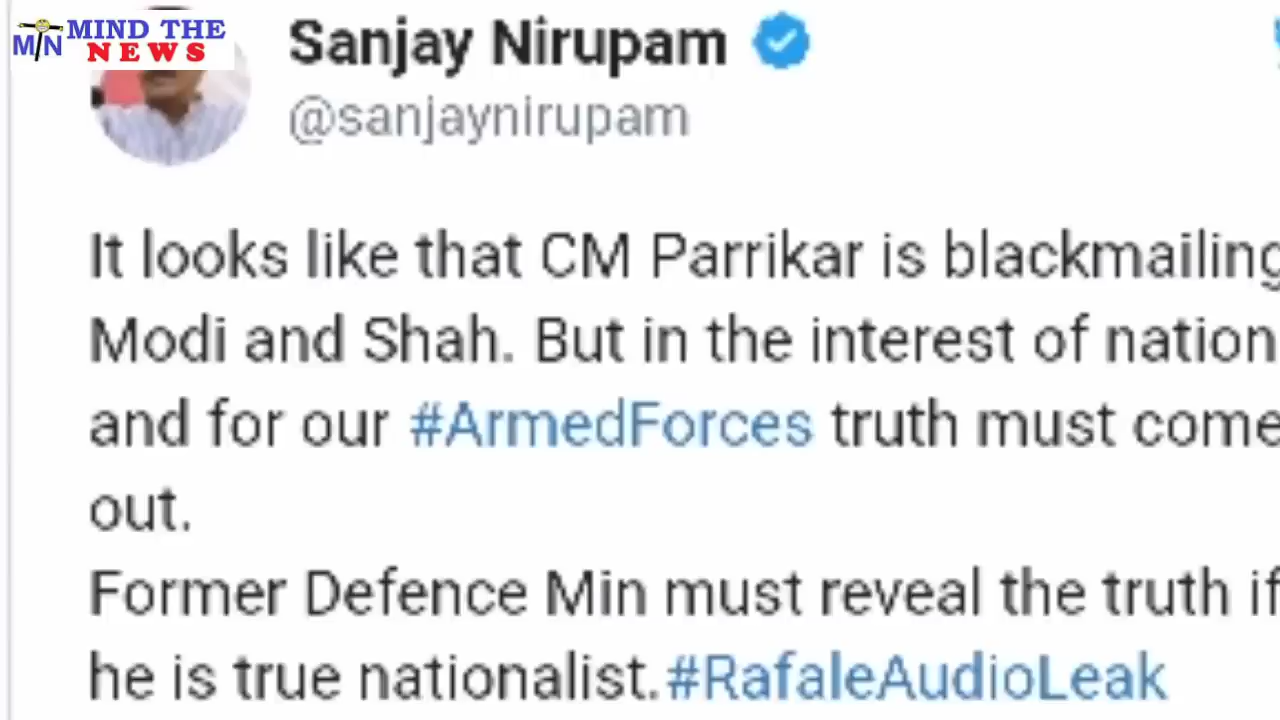 MIN MIND THE
NEWS
Sanjay Nirupam
@sanjaynirupam
It looks like that CM Parrikar is blackmailing
Modi and Shah. But in the interest of nation
and for our #ArmedForces truth must come
out.
Former Defence Min must reveal the truth if
he is true nationalist.#RafaleAudioLeak